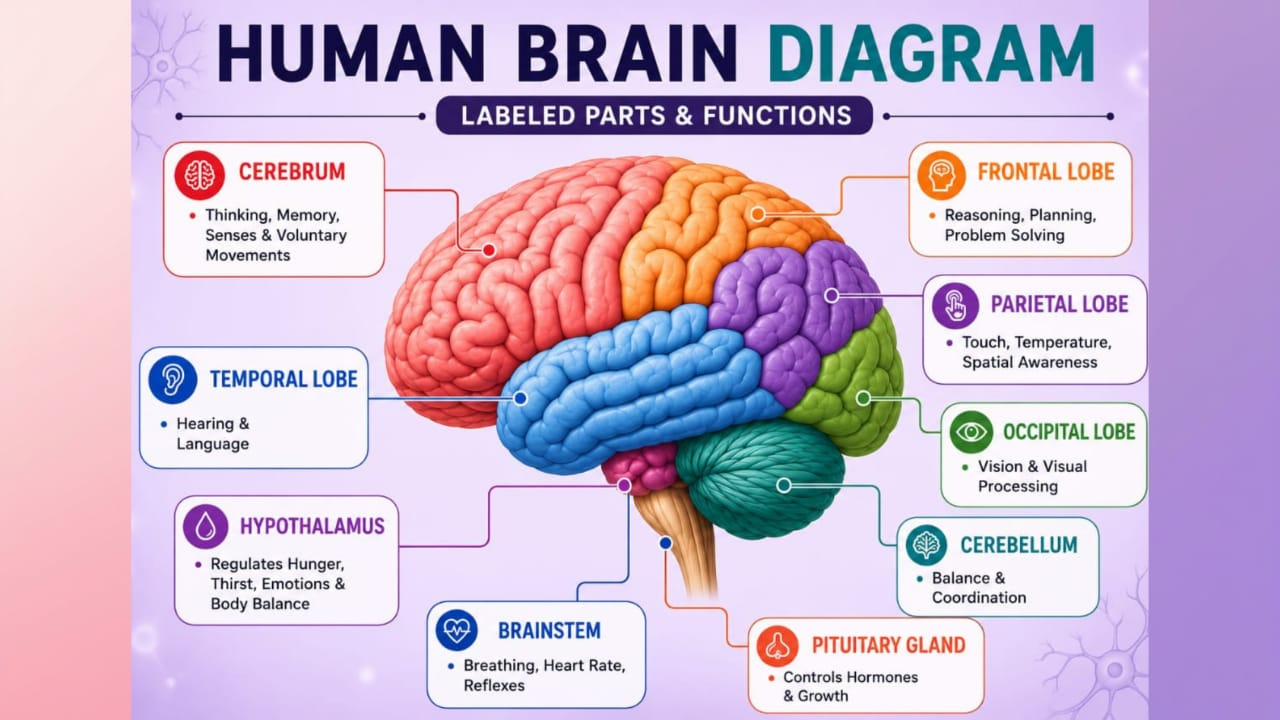 HUMAN BRAIN DIAGRAM
LABELED PARTS & FUNCTIONS
CEREBRUM
• Thinking, Memory,
Senses & Voluntary
Movements
FRONTAL LOBE
• Reasoning, Planning,
Problem Solving
PARIETAL LOBE
• Touch, Temperature,
Spatial Awareness
TEMPORAL LOBE
• Hearing &
Language
OCCIPITAL LOBE
• Vision & Visual
Processing
HYPOTHALAMUS
• Regulates Hunger,
Thirst, Emotions &
Body Balance
CEREBELLUM
• Balance &
Coordination
BRAINSTEM
• Breathing, Heart Rate,
Reflexes
PITUITARY GLAND
• Controls Hormones
& Growth